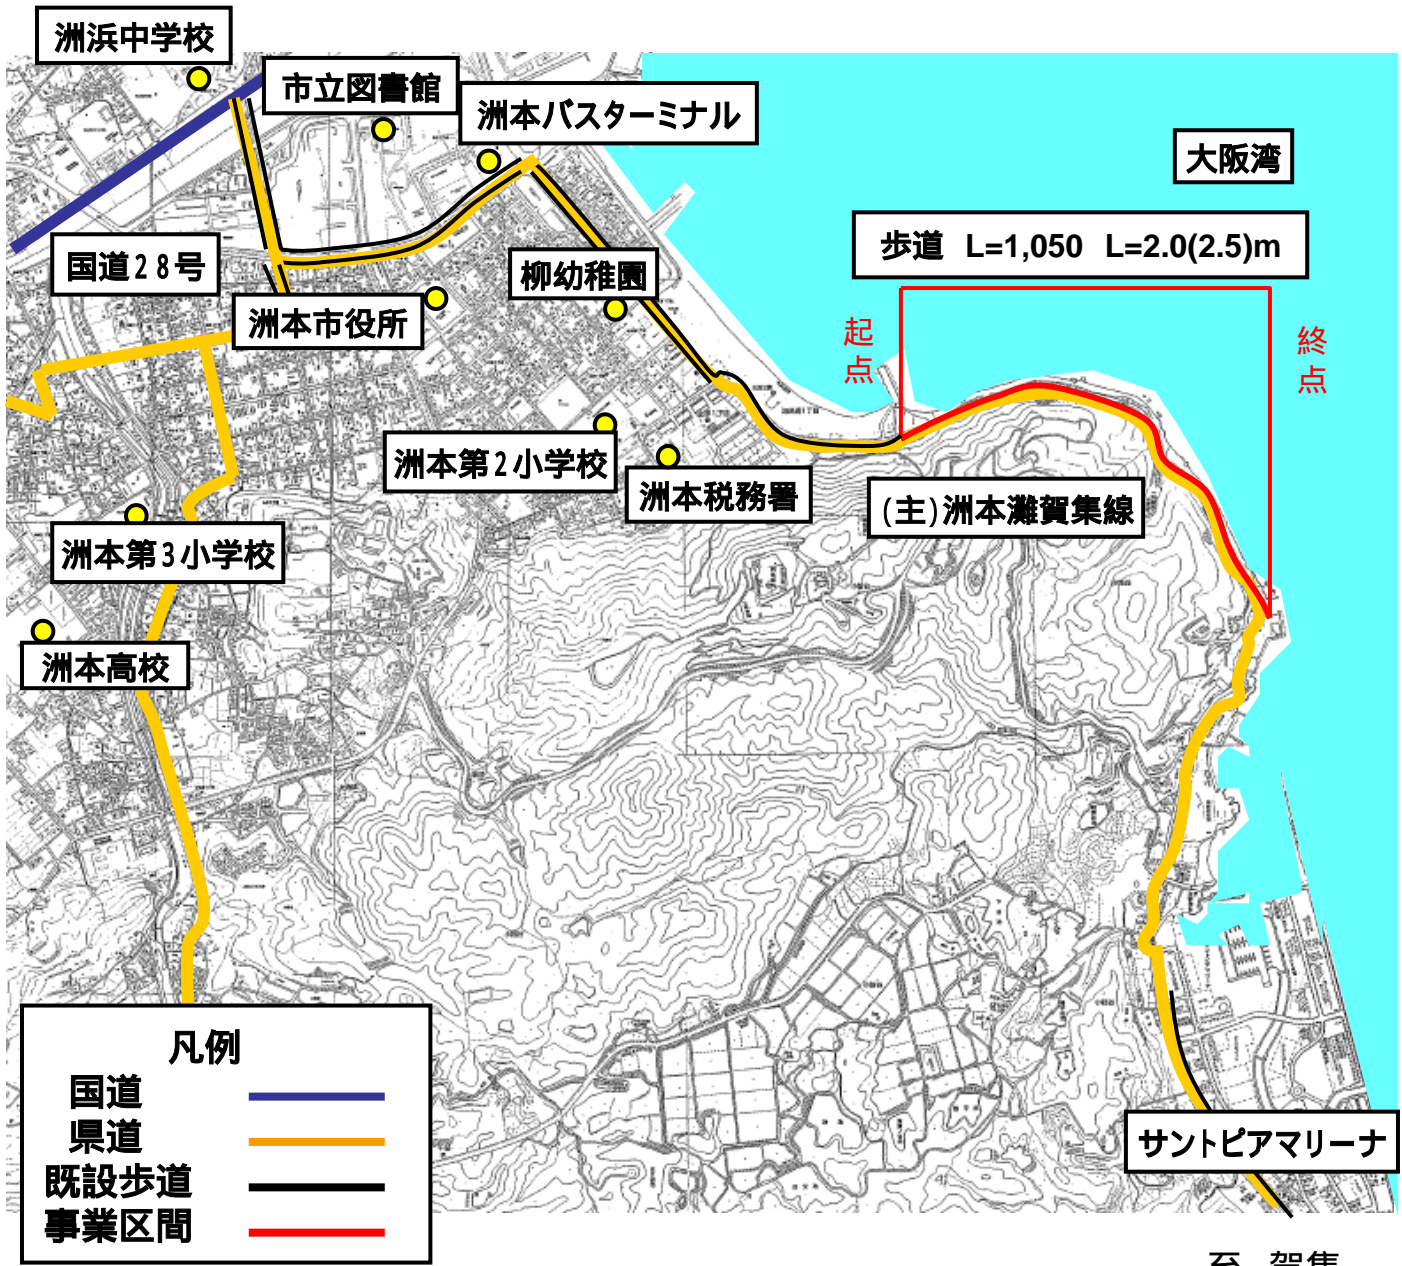 洲浜中学校
市立図書館
洲本バスターミナル
大阪湾
歩道 L=1,050 L=2.0(2.5)m
国道28号
柳幼稚園
洲本市役所
起点
終点
洲本第2小学校
洲本税務署
(主)洲本灘賀集線
洲本第3小学校
洲本高校
凡例
国道
県道
既設歩道
事業区間
サントピアマリーナ
至 賀集